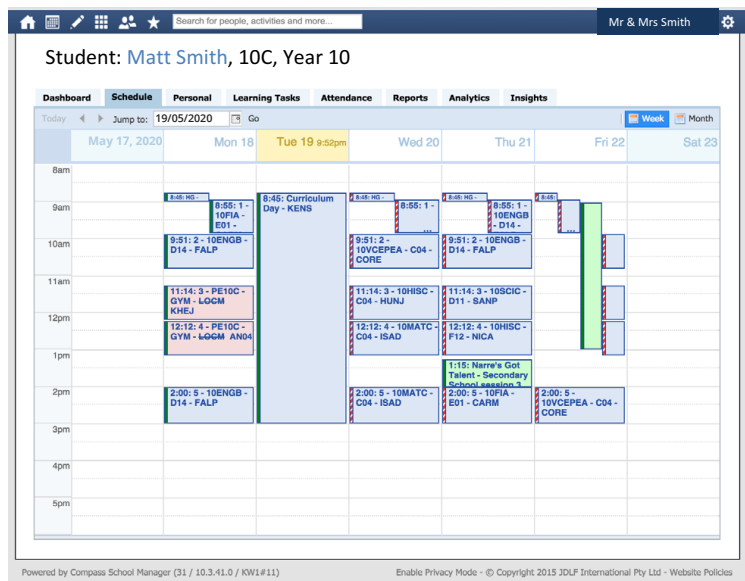 Search for people, activities and more...
Mr & Mrs Smith
Student: Matt Smith, 10C, Year 10
Dashboard Schedule Personal Learning Tasks Attendance Reports Analytics Insights
Today Jump to: 19/05/2020 Go Week Month
May 17, 2020 Mon 18 Tue 19 9:52pm Wed 20 Thu 21 Fri 22 Sat 23
8am
9am
10am
11am
12pm
1pm
2pm
3pm
4pm
5pm
8:45: HG -
8:55: 1 -
10FIA -
E01 -
9:51: 2 - 10ENGB -
D14 - FALP
11:14: 3 - PE10C -
GYM - LOGM
KHEJ
12:12: 4 - PE10C -
GYM - LOGM AN04
2:00: 5 - 10ENGB -
D14 - FALP
8:45: Curriculum
Day - KENS
8:45: HG -
8:55: 1 -
...
9:51: 2 -
10VCEPEA - C04 -
CORE
11:14: 3 - 10HISC -
C04 - HUNJ
12:12: 4 - 10MATC -
C04 - ISAD
2:00: 5 - 10MATC -
C04 - ISAD
8:45: HG -
8:55: 1 -
10ENGB
- D14 -
9:51: 2 - 10ENGB -
D14 - FALP
11:14: 3 - 10SCIC -
D11 - SANP
12:12: 4 - 10HISC -
F12 - NICA
1:15: Narre's Got
Talent - Secondary
School session 3
2:00: 5 - 10FIA -
E01 - CARM
8:45:
...
2:00: 5 -
10VCEPEA - C04 -
CORE
Powered by Compass School Manager (31 / 10.3.41.0 / KW1#11) Enable Privacy Mode - © Copyright 2015 JDLF International Pty Ltd - Website Policies